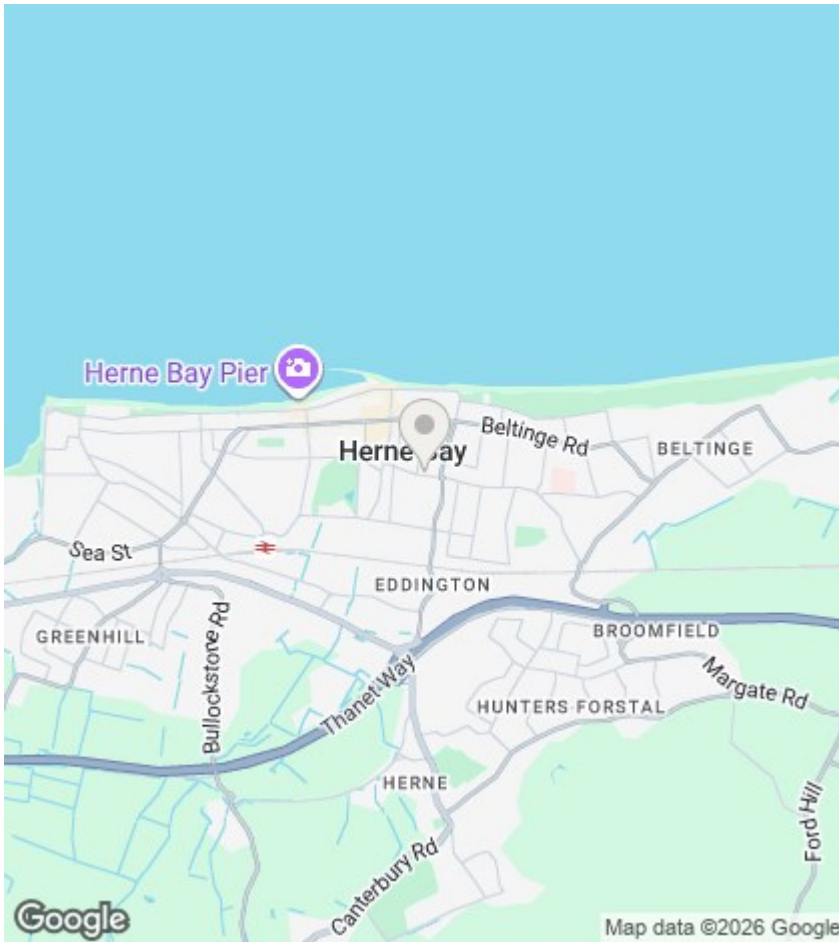 Herne Bay Pier
Herne Bay
Beltinge Rd
BELTINGE
Sea St
EDDINGTON
GREENHILL
Bullockstone Rd
BROOMFIELD
Thanet Way
Margate Rd
HUNTERS FORSTAL
HERNE
Ford Hill
Canterbury Rd
Google
Map data ©2026 Google